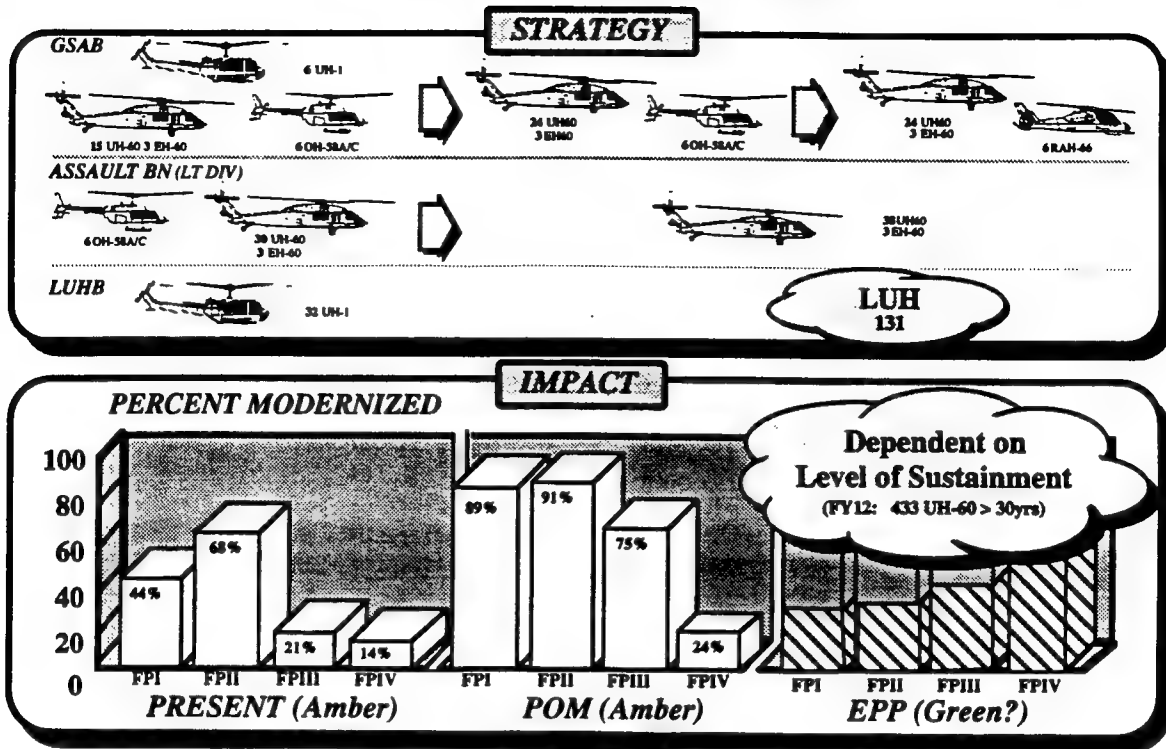 STRATEGY
GSAB
6 UH-1
15 UH-60 3 EH-60
6 OH-58A/C
24 UH60
3 EH60
6 OH-58A/C
24 UH60
3 EH-60
6 RAH-66
ASSAULT BN (LT DIV)
6 OH-58A/C
30 UH-60
3 EH-60
38 UH60
3 EH-60
LUHB
32 UH-1
LUH
131
IMPACT
PERCENT MODERNIZED
100
80
60
40
20
0
44%
68%
21%
14%
89%
91%
75%
24%
Dependent on
Level of Sustainment
(FY12: 433 UH-60 > 30yrs)
FPI FPII FPIII FPIV
FPI FPII FPIII FPIV
FPI FPII FPIII FPIV
PRESENT (Amber)
POM (Amber)
EPP (Green?)